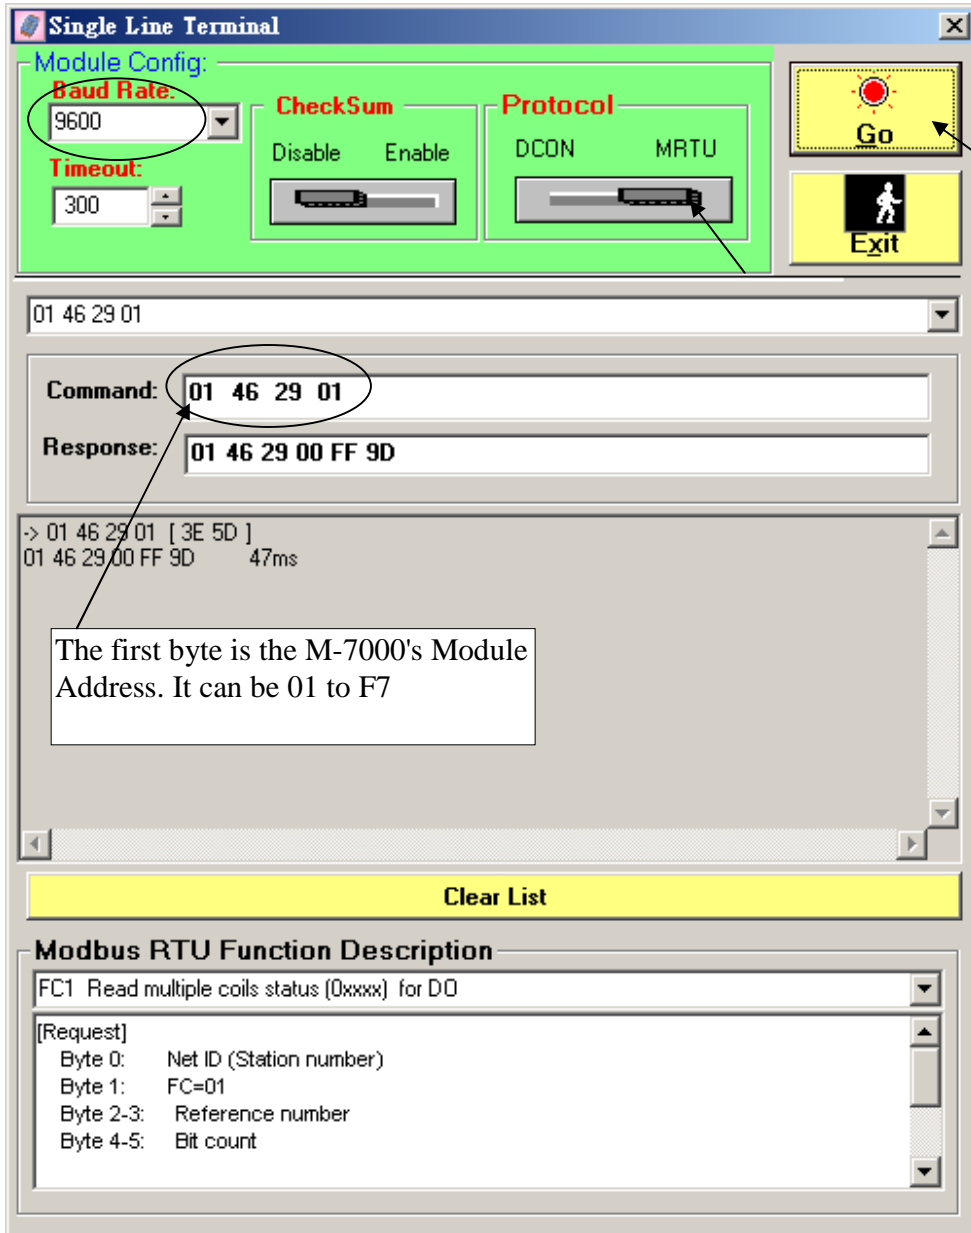 Single Line Terminal
Module Config:
Baud Rate:
9600
Timeout:
300
CheckSum
Disable Enable
Protocol
DCON MRTU
Go
Exit
01 46 29 01
Command: 01 46 29 01
Response: 01 46 29 00 FF 9D
-> 01 46 29 01 [ 3E 5D ]
01 46 29 00 FF 9D 47ms
The first byte is the M-7000's Module
Address. It can be 01 to F7
Clear List
Modbus RTU Function Description
FC1 Read multiple coils status (0xxxx) for DO
[Request]
Byte 0: Net ID (Station number)
Byte 1: FC=01
Byte 2-3: Reference number
Byte 4-5: Bit count